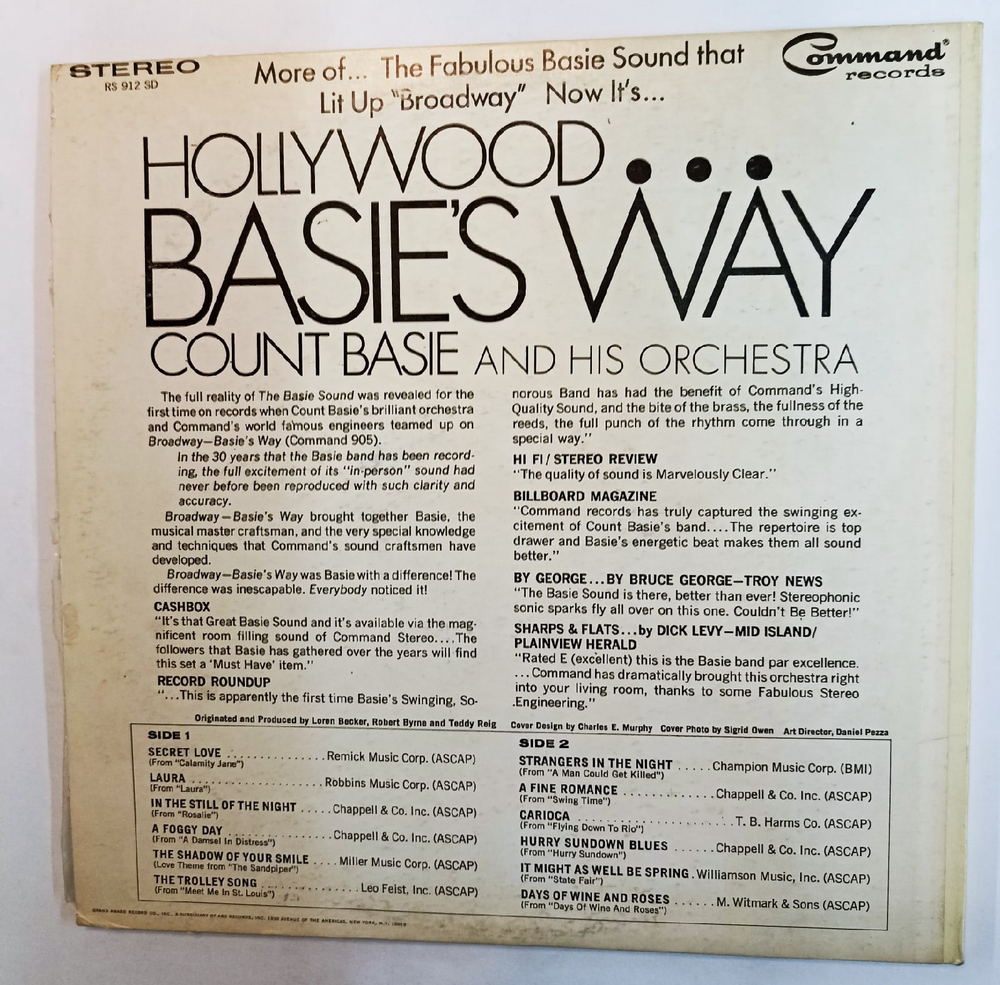 STEREO
RS 912 SD
More of... The Fabulous Basie Sound that
Lit Up "Broadway" Now It's...
Command®
records
HOLLYWOOD...
BASIE'S WAY
COUNT BASIE AND HIS ORCHESTRA
The full reality of The Basie Sound was revealed for the
first time on records when Count Basie's brilliant orchestra
and Command's world famous engineers teamed up on
Broadway—Basie's Way (Command 905).
In the 30 years that the Basie band has been record-
ing, the full excitement of its "in-person" sound had
never before been reproduced with such clarity and
accuracy.
Broadway—Basie's Way brought together Basie, the
musical master craftsman, and the very special knowledge
and techniques that Command's sound craftsmen have
developed.
Broadway—Basie's Way was Basie with a difference! The
difference was inescapable. Everybody noticed it!
CASHBOX
"It's that Great Basie Sound and it's available via the mag-
nificent room filling sound of Command Stereo....The
followers that Basie has gathered over the years will find
this set a 'Must Have' item."
RECORD ROUNDUP
"...This is apparently the first time Basie's Swinging, So-
norous Band has had the benefit of Command's High-
Quality Sound, and the bite of the brass, the fullness of the
reeds, the full punch of the rhythm come through in a
special way."
HI FI/STEREO REVIEW
"The quality of sound is Marvelously Clear."
BILLBOARD MAGAZINE
"Command records has truly captured the swinging ex-
citement of Count Basie's band....The repertoire is top
drawer and Basie's energetic beat makes them all sound
better."
BY GEORGE...BY BRUCE GEORGE—TROY NEWS
"The Basie Sound is there, better than ever! Stereophonic
sonic sparks fly all over on this one. Couldn't Be Better!"
SHARPS & FLATS...by DICK LEVY—MID ISLAND/
PLAINVIEW HERALD
"Rated E (excellent) this is the Basie band par excellence.
...Command has dramatically brought this orchestra right
into your living room, thanks to some Fabulous Stereo
Engineering."
Originated and Produced by Loren Becker, Robert Byrne and Teddy Reig Cover Design by Charles E. Murphy Cover Photo by Sigrid Owen Art Director, Daniel Pezza
SIDE 1
SECRET LOVE ............ Remick Music Corp. (ASCAP)
(From "Calamity Jane")
LAURA ................ Robbins Music Corp. (ASCAP)
(From "Laura")
IN THE STILL OF THE NIGHT ..... Chappell & Co. Inc. (ASCAP)
(From "Rosalie")
A FOGGY DAY ............ Chappell & Co. Inc. (ASCAP)
(From "A Damsel In Distress")
THE SHADOW OF YOUR SMILE .... Miller Music Corp. (ASCAP)
(Love Theme from "The Sandpiper")
THE TROLLEY SONG ............ Leo Feist, Inc. (ASCAP)
(From "Meet Me In St. Louis")
SIDE 2
STRANGERS IN THE NIGHT ..... Champion Music Corp. (BMI)
(From "A Man Could Get Killed")
A FINE ROMANCE ............ Chappell & Co. Inc. (ASCAP)
(From "Swing Time")
CARIOCA .................. T. B. Harms Co. (ASCAP)
(From "Flying Down To Rio")
HURRY SUNDOWN BLUES ...... Chappell & Co. Inc. (ASCAP)
(From "Hurry Sundown")
IT MIGHT AS WELL BE SPRING . Williamson Music, Inc. (ASCAP)
(From "State Fair")
DAYS OF WINE AND ROSES ...... M. Witmark & Sons (ASCAP)
(From "Days Of Wine And Roses")